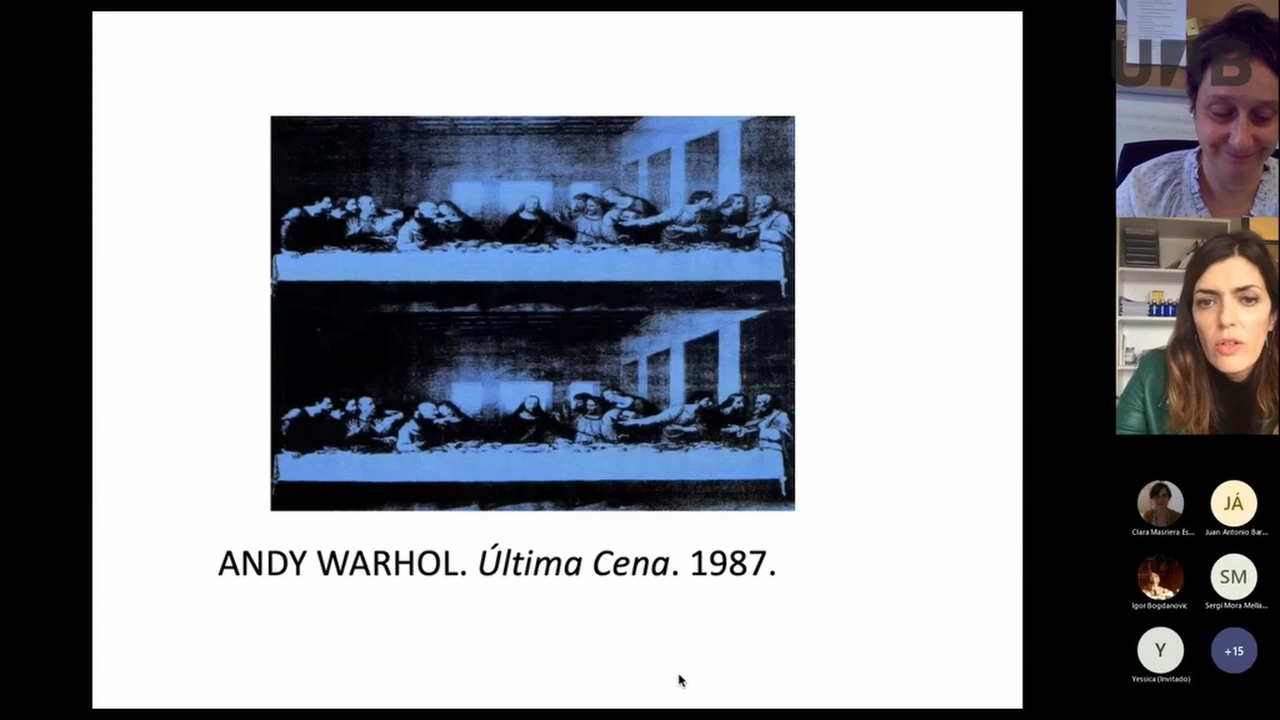 ANDY WARHOL. Última Cena. 1987.
UAB
JÁ
Clara Masriera Es...
Juan Antonio Bar...
SM
Igor Bogdanovic
Sergi Mora Mella...
Y
+15
Yessica (Invitado)